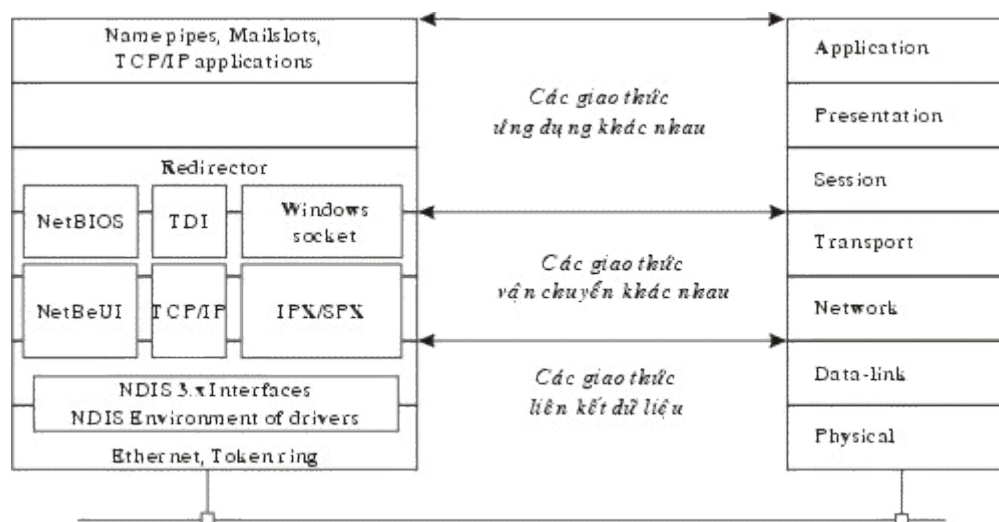 Name pipes, Mailslots,
TCP/IP applications
Redirector
NetBIOS
TDI
Windows
socket
NetBeUI
TCP/IP
IPX/SPX
NDIS 3.x Interfaces
NDIS Environment of drivers
Ethernet, Token ring
Các giao thức
ứng dụng khác nhau
Các giao thức
vận chuyển khác nhau
Các giao thức
liên kết dữ liệu
Application
Presentation
Session
Transport
Network
Data-link
Physical